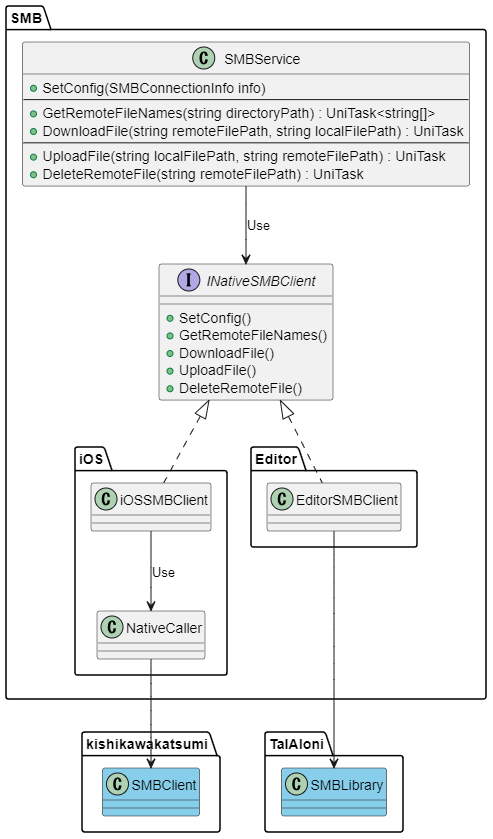 SMB
C SMBService
SetConfig(SMBConnectionInfo info)
GetRemoteFileNames(string directoryPath) : UniTask<string[]>
DownloadFile(string remoteFilePath, string localFilePath) : UniTask
UploadFile(string localFilePath, string remoteFilePath) : UniTask
DeleteRemoteFile(string remoteFilePath) : UniTask
Use
I INativeSMBClient
SetConfig()
GetRemoteFileNames()
DownloadFile()
UploadFile()
DeleteRemoteFile()
iOS
Editor
C iOSSMBClient
C EditorSMBClient
Use
C NativeCaller
kishikawakatsumi
TalAloni
C SMBClient
C SMBLibrary